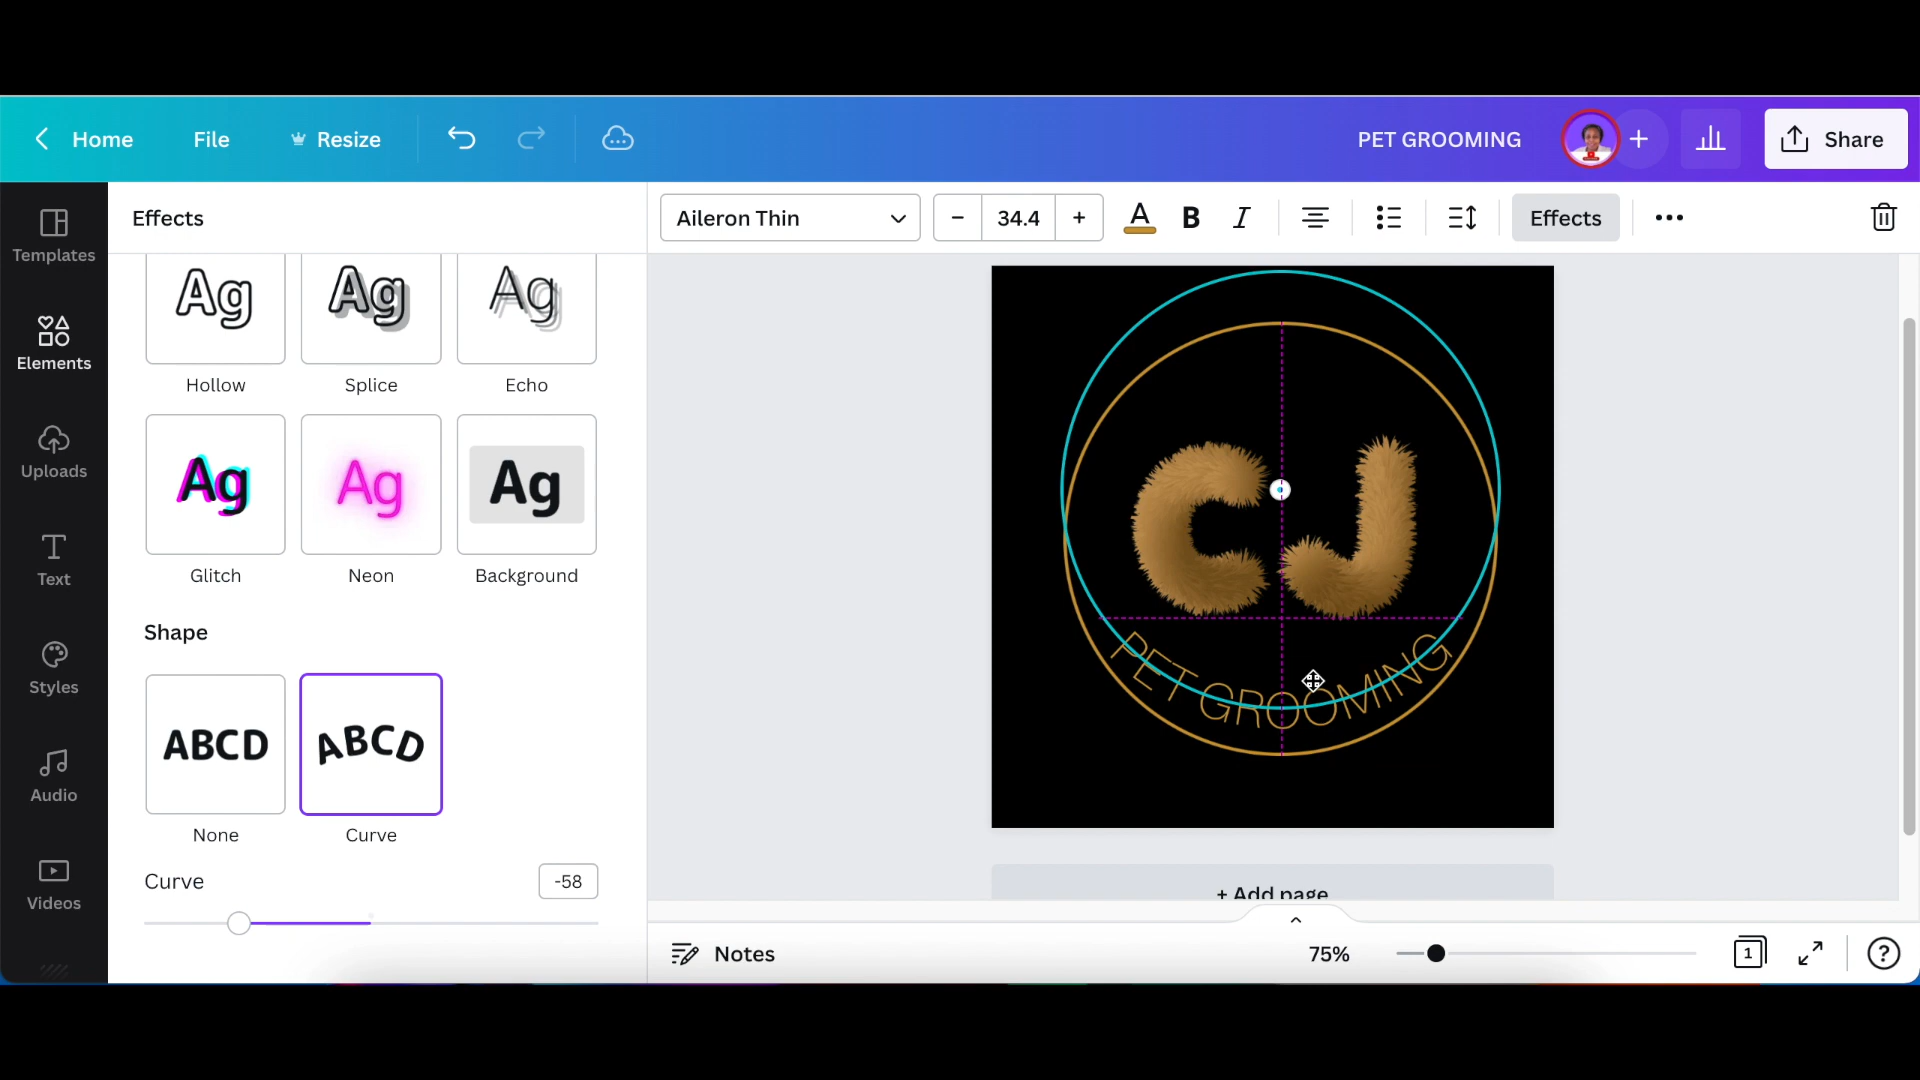 Home
File
Resize
PET GROOMING
Share
Templates
Elements
Uploads
Text
Styles
Audio
Videos
Effects
Ag
Ag
Ag
Hollow
Splice
Echo
Ag
Ag
Ag
Glitch
Neon
Background
Shape
ABCD
ABCD
None
Curve
Curve
-58
Aileron Thin
34.4
A
B
I
Effects
CJ
PET GROOMING
+ Add page
Notes
75%
1
?